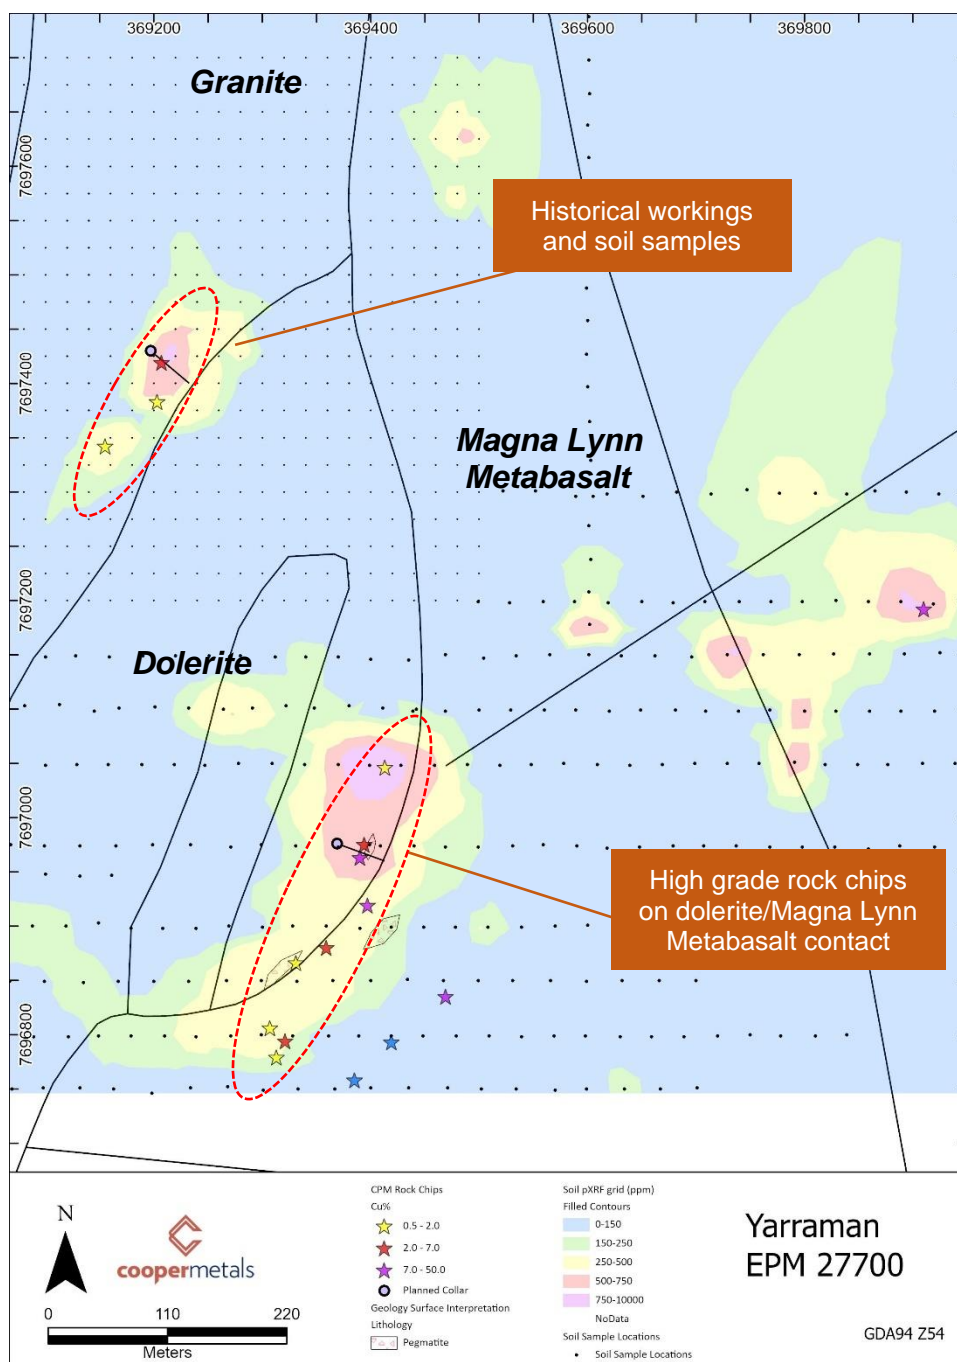 369200
369400
369600
369800
Granite
7697600
Historical workings
and soil samples
7697400
Magna Lynn
Metabasalt
7697200
Dolerite
7697000
High grade rock chips
on dolerite/Magna Lynn
Metabasalt contact
7696800
N
coopermetals
0
110
220
Meters
CPM Rock Chips
Cu%
0.5 - 2.0
2.0 - 7.0
7.0 - 50.0
Planned Collar
Geology Surface Interpretation
Lithology
Pegmatite
Soil pXRF grid (ppm)
Filled Contours
0-150
150-250
250-500
500-750
750-10000
NoData
Soil Sample Locations
Soil Sample Locations
Yarraman
EPM 27700
GDA94 Z54